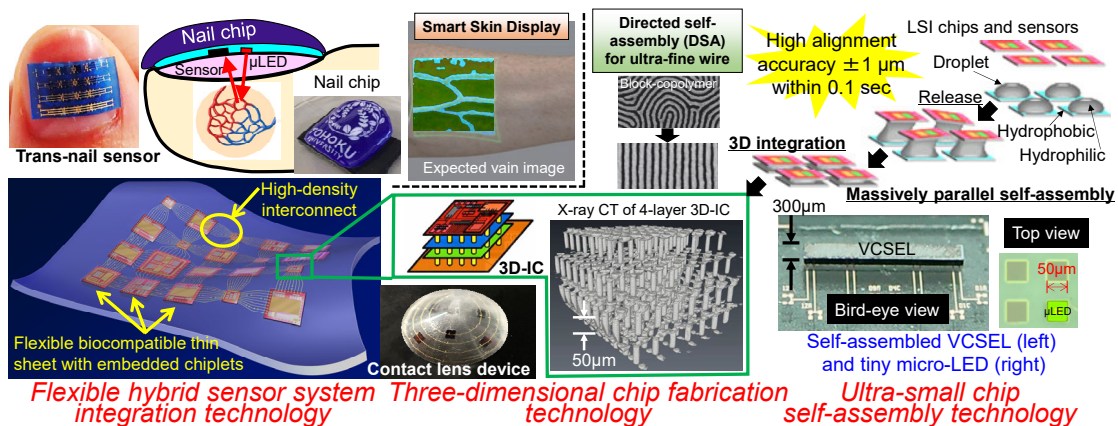 Nail chip
Sensor
μLED
Nail chip
TOHOKU
UNIVERSITY
Trans-nail sensor
Smart Skin Display
Expected vain image
Directed self-
assembly (DSA)
for ultra-fine wire
Block-copolymer
High alignment
accuracy ±1 μm
within 0.1 sec
LSI chips and sensors
Droplet
Release
Hydrophobic
Hydrophilic
3D integration
Massively parallel self-assembly
High-density
interconnect
Flexible biocompatible thin
sheet with embedded chiplets
3D-IC
X-ray CT of 4-layer 3D-IC
50μm
Contact lens device
300μm
VCSEL
Bird-eye view
Top view
50μm
μLED
Self-assembled VCSEL (left)
and tiny micro-LED (right)
Flexible hybrid sensor system
integration technology
Three-dimensional chip fabrication
technology
Ultra-small chip
self-assembly technology